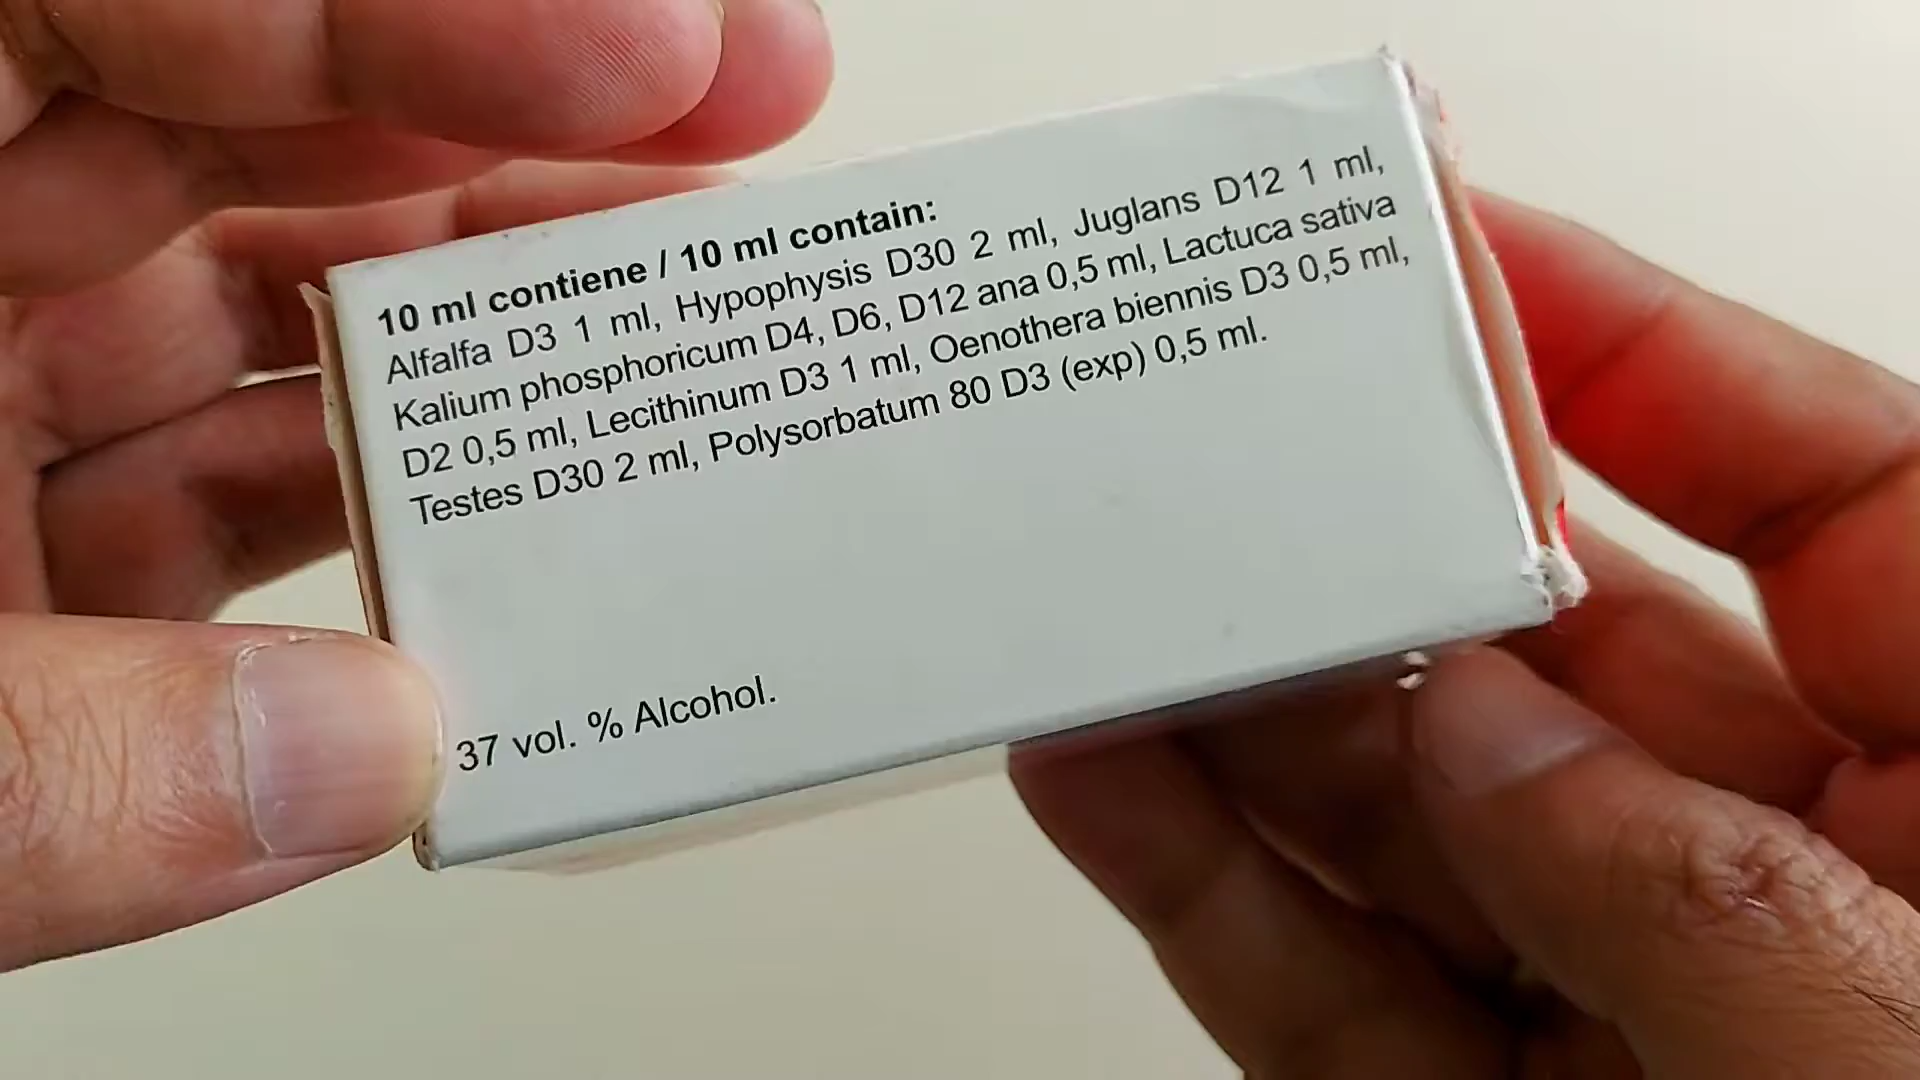 10 ml contiene / 10 ml contain:
Alfalfa D3 1 ml, Hypophysis D30 2 ml, Juglans D12 1 ml,
Kalium phosphoricum D4, D6, D12 ana 0,5 ml, Lactuca sativa
D2 0,5 ml, Lecithinum D3 1 ml, Oenothera biennis D3 0,5 ml,
Testes D30 2 ml, Polysorbatum 80 D3 (exp) 0,5 ml.
37 vol. % Alcohol.